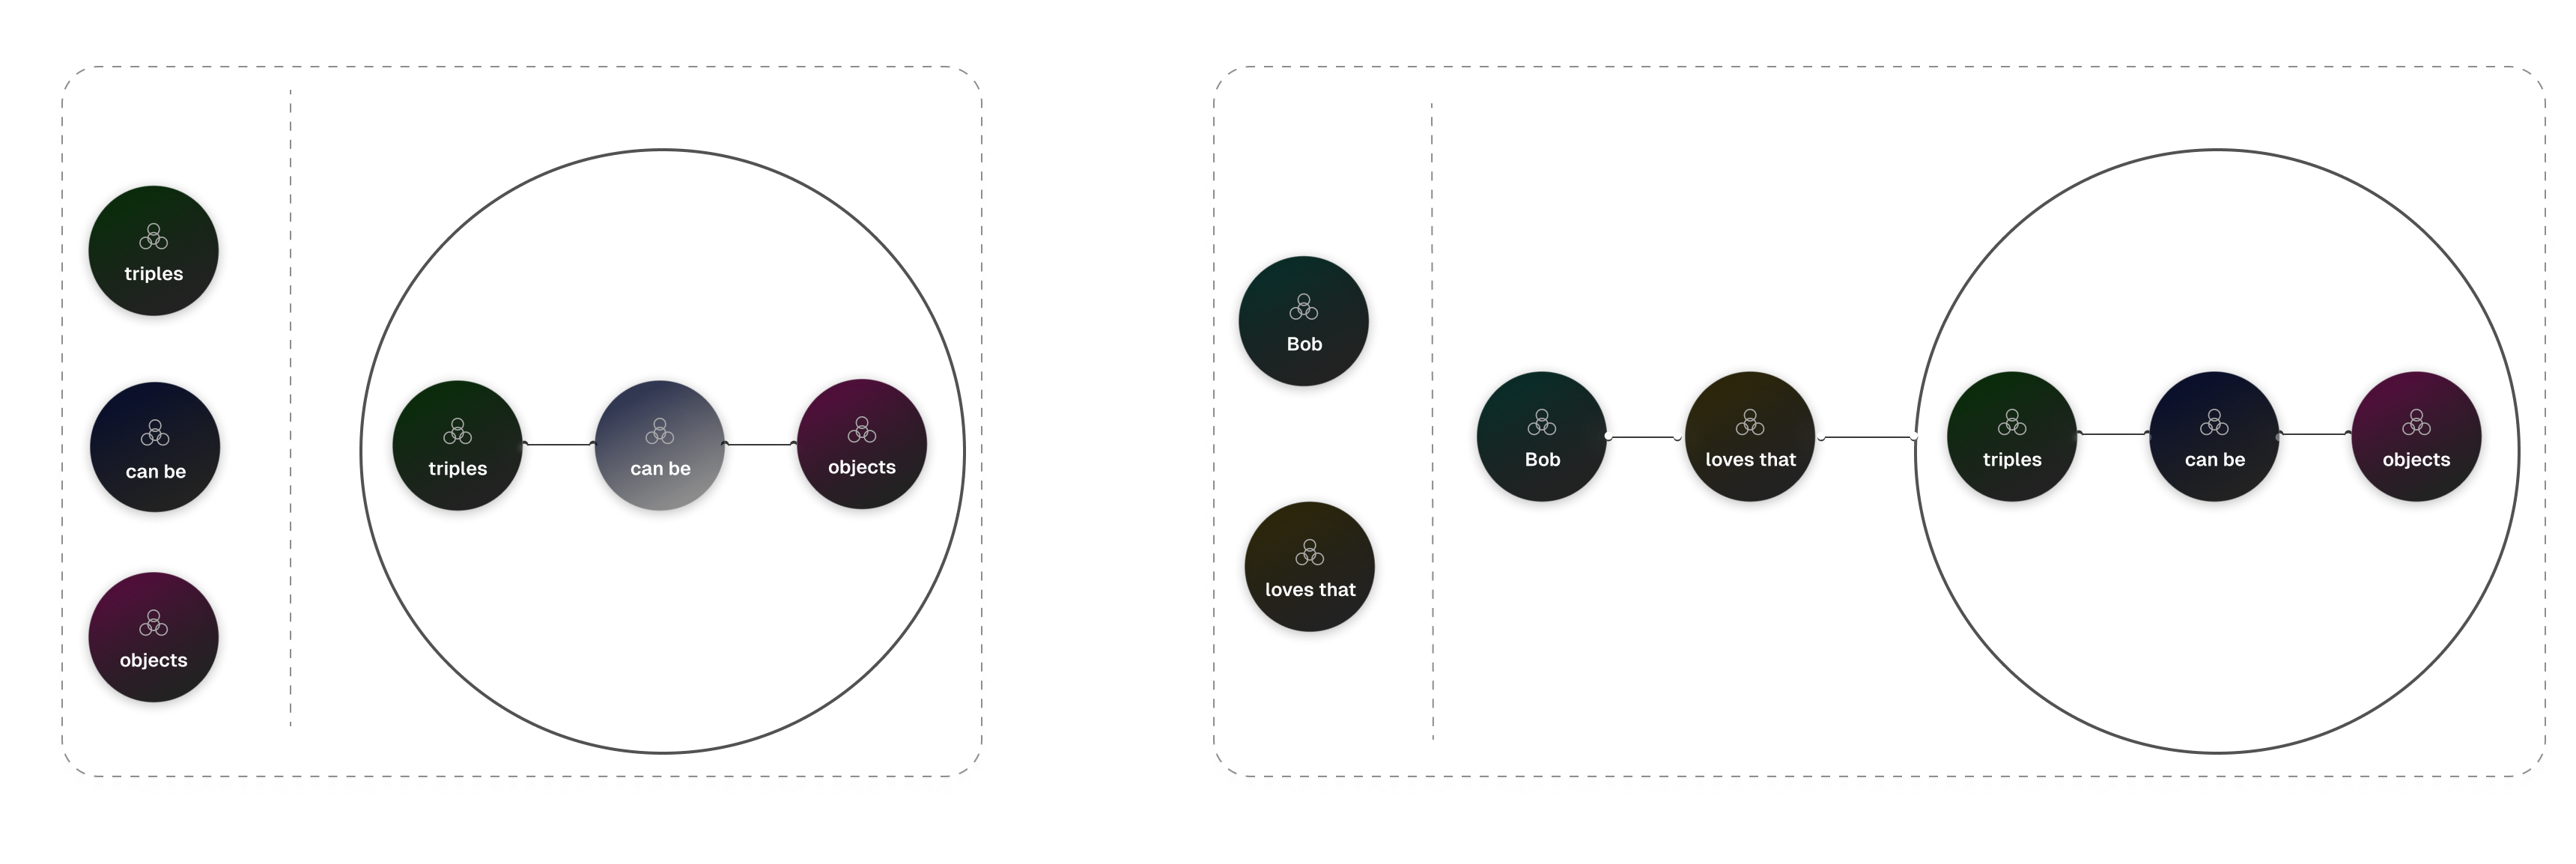 triples
can be
objects
triples
can be
objects
Bob
loves that
Bob
loves that
triples
can be
objects